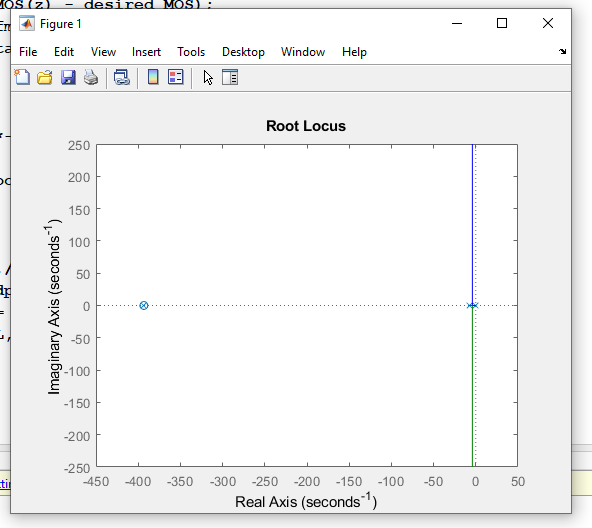 MOS(z) - desired MOS);
Figure 1
File Edit View Insert Tools Desktop Window Help
Root Locus
Imaginary Axis (seconds-1)
250
200
150
100
50
0
-50
-100
-150
-200
-250
-450 -400 -350 -300 -250 -200 -150 -100 -50 0 50
Real Axis (seconds-1)